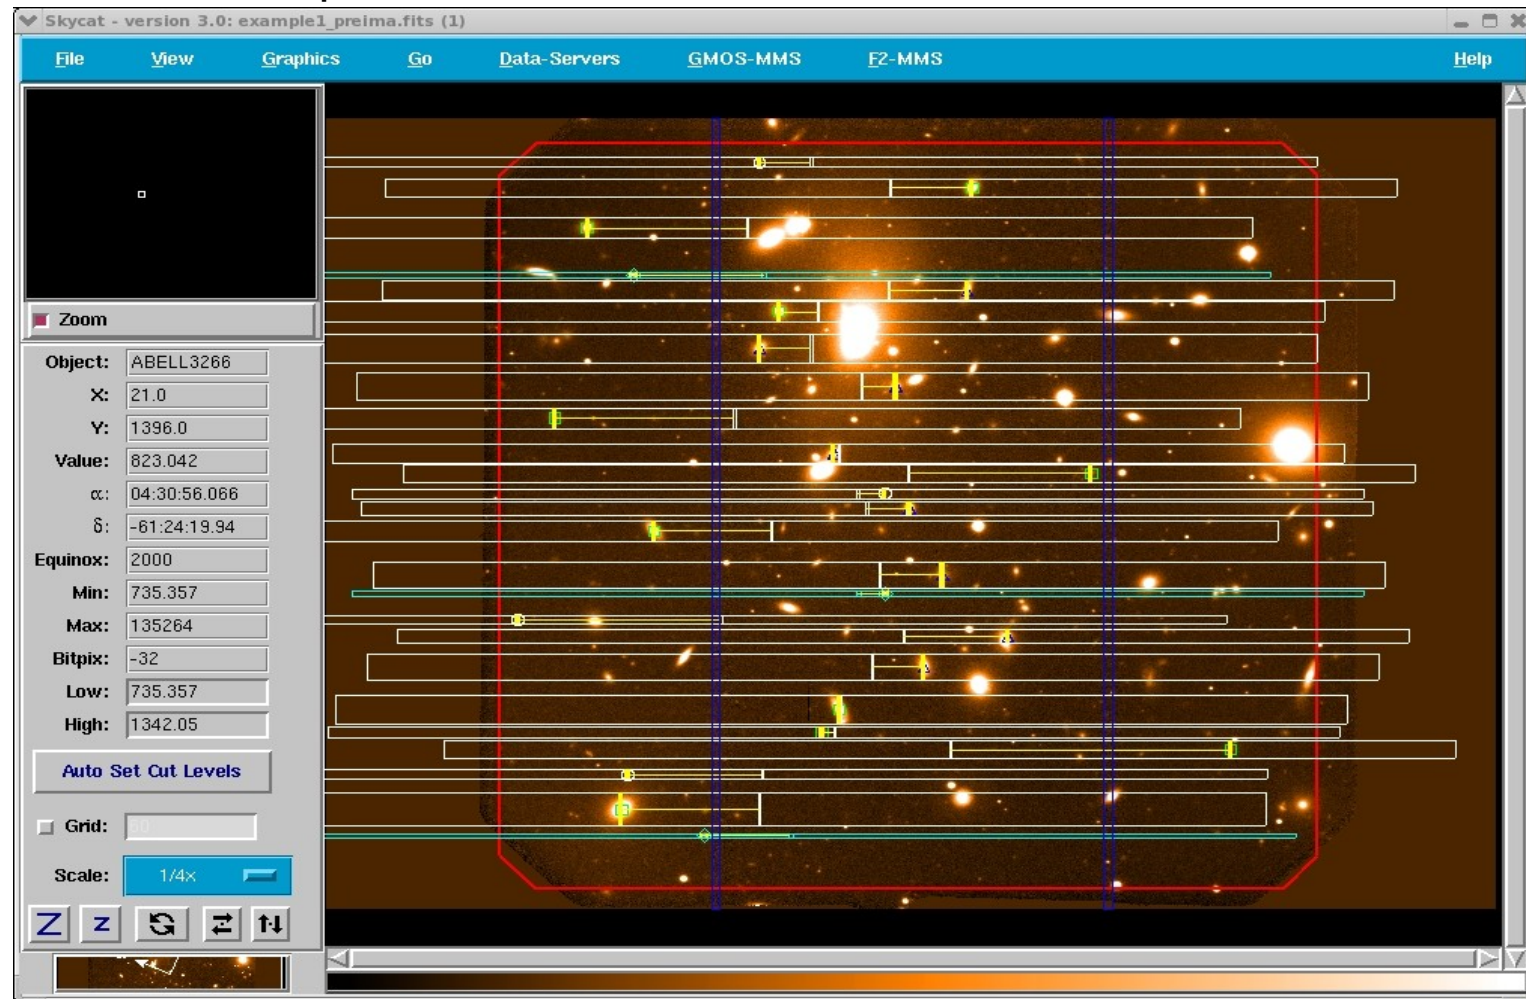 Skycat - version 3.0: example1_preima.fits (1)
File View Graphics Go Data-Servers GMOS-MMS F2-MMS Help
Zoom
Object: ABELL3266
X: 21.0
Y: 1396.0
Value: 823.042
α: 04:30:56.066
δ: -61:24:19.94
Equinox: 2000
Min: 735.357
Max: 135264
Bitpix: -32
Low: 735.357
High: 1342.05
Auto Set Cut Levels
Grid: 60
Scale: 1/4×
Z z